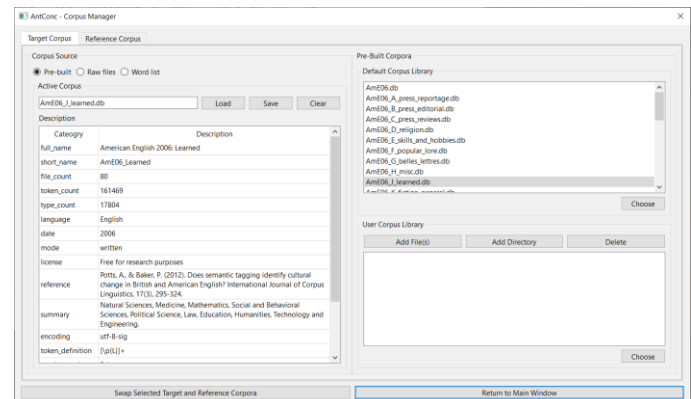 AntConc - Corpus Manager
Target Corpus
Reference Corpus
Corpus Source
Pre-built
Raw files
Word list
Active Corpus
AmE06_J_learned.db
Load
Save
Clear
Description
Cateogry
Description
full_name
American English 2006: Learned
short_name
AmE06_Learned
file_count
80
token_count
161469
type_count
17804
language
English
date
2006
mode
written
license
Free for research purposes
reference
Potts, A., & Baker, P. (2012). Does semantic tagging identify cultural
change in British and American English? International Journal of Corpus
Linguistics, 17(3), 295-324.
summary
Natural Sciences, Medicine, Mathematics, Social and Behavioral
Sciences, Political Science, Law, Education, Humanities, Technology and
Engineering.
encoding
utf-8-sig
token_definition
[\p{L}]+
Pre-Built Corpora
Default Corpus Library
AmE06.db
AmE06_A_press_reportage.db
AmE06_B_press_editorial.db
AmE06_C_press_reviews.db
AmE06_D_religion.db
AmE06_E_skills_and_hobbies.db
AmE06_F_popular_lore.db
AmE06_G_belles_lettres.db
AmE06_H_misc.db
AmE06_J_learned.db
AmE06_K_fiction_general.db
Choose
User Corpus Library
Add File(s)
Add Directory
Delete
Choose
Swap Selected Target and Reference Corpora
Return to Main Window